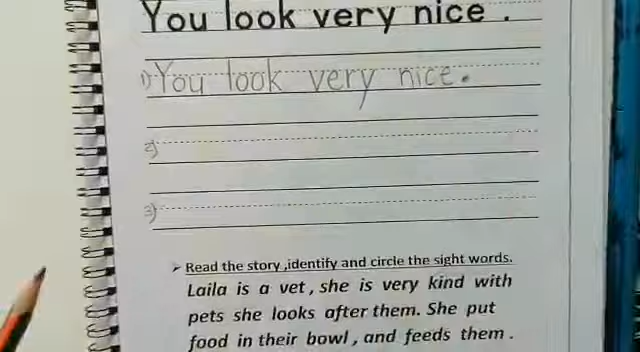 You look very nice .
1) You look very nice.
2)
3)
➢ Read the story ,identify and circle the sight words.
Laila is a vet , she is very kind with
pets she looks after them. She put
food in their bowl , and feeds them .